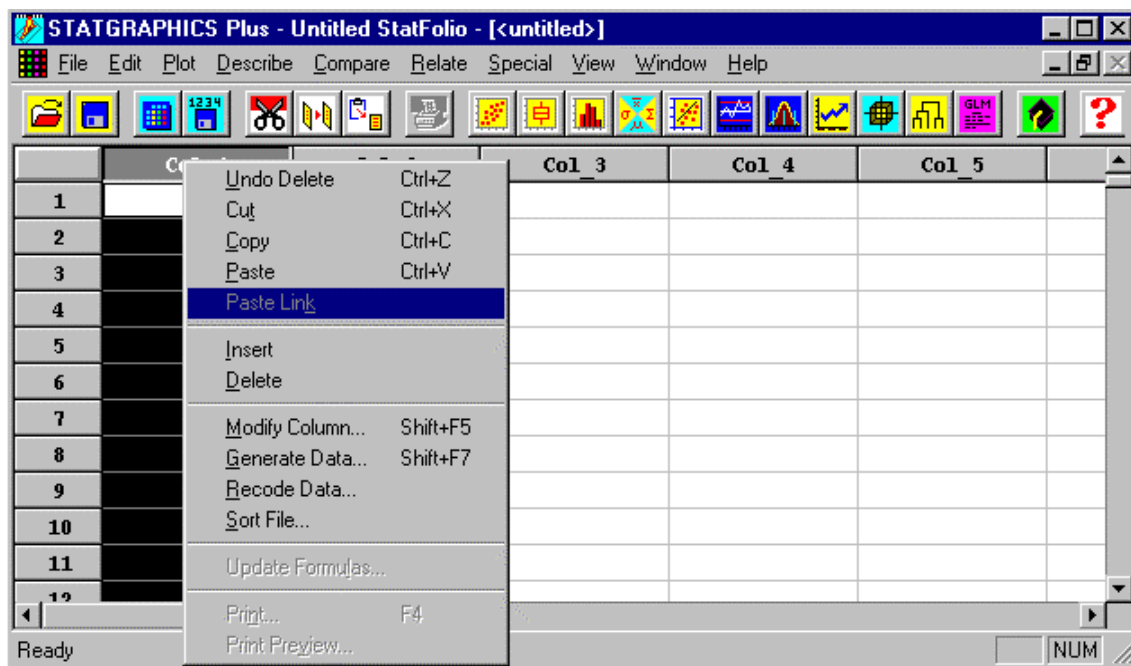 STATGRAPHICS Plus - Untitled StatFolio - [<untitled>]
File Edit Plot Describe Compare Relate Special View Window Help
1234
GLM
Col_3 Col_4 Col_5
1
2
3
4
5
6
7
8
9
10
11
12
Undo Delete Ctrl+Z
Cut Ctrl+X
Copy Ctrl+C
Paste Ctrl+V
Paste Link
Insert
Delete
Modify Column... Shift+F5
Generate Data... Shift+F7
Recode Data...
Sort File...
Update Formulas...
Print... F4
Print Preview...
Ready NUM